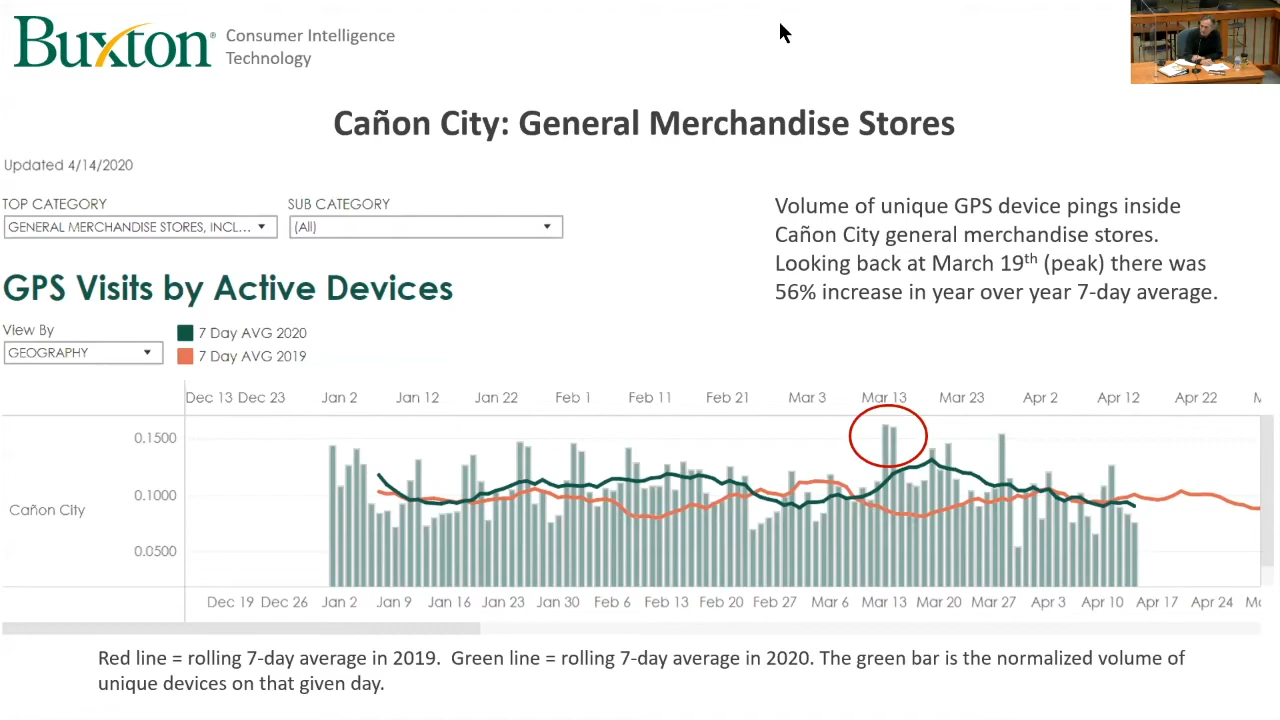 Buxton® Consumer Intelligence
Technology
Cañon City: General Merchandise Stores
Updated 4/14/2020
TOP CATEGORY SUB CATEGORY
GENERAL MERCHANDISE STORES, INCL... (All)
Volume of unique GPS device pings inside
Cañon City general merchandise stores.
Looking back at March 19th (peak) there was
56% increase in year over year 7-day average.
GPS Visits by Active Devices
View By
GEOGRAPHY
7 Day AVG 2020
7 Day AVG 2019
Dec 13 Dec 23 Jan 2 Jan 12 Jan 22 Feb 1 Feb 11 Feb 21 Mar 3 Mar 13 Mar 23 Apr 2 Apr 12 Apr 22
0.1500
0.1000
Cañon City
0.0500
Dec 19 Dec 26 Jan 2 Jan 9 Jan 16 Jan 23 Jan 30 Feb 6 Feb 13 Feb 20 Feb 27 Mar 6 Mar 13 Mar 20 Mar 27 Apr 3 Apr 10 Apr 17 Apr 24
Red line = rolling 7-day average in 2019. Green line = rolling 7-day average in 2020. The green bar is the normalized volume of
unique devices on that given day.